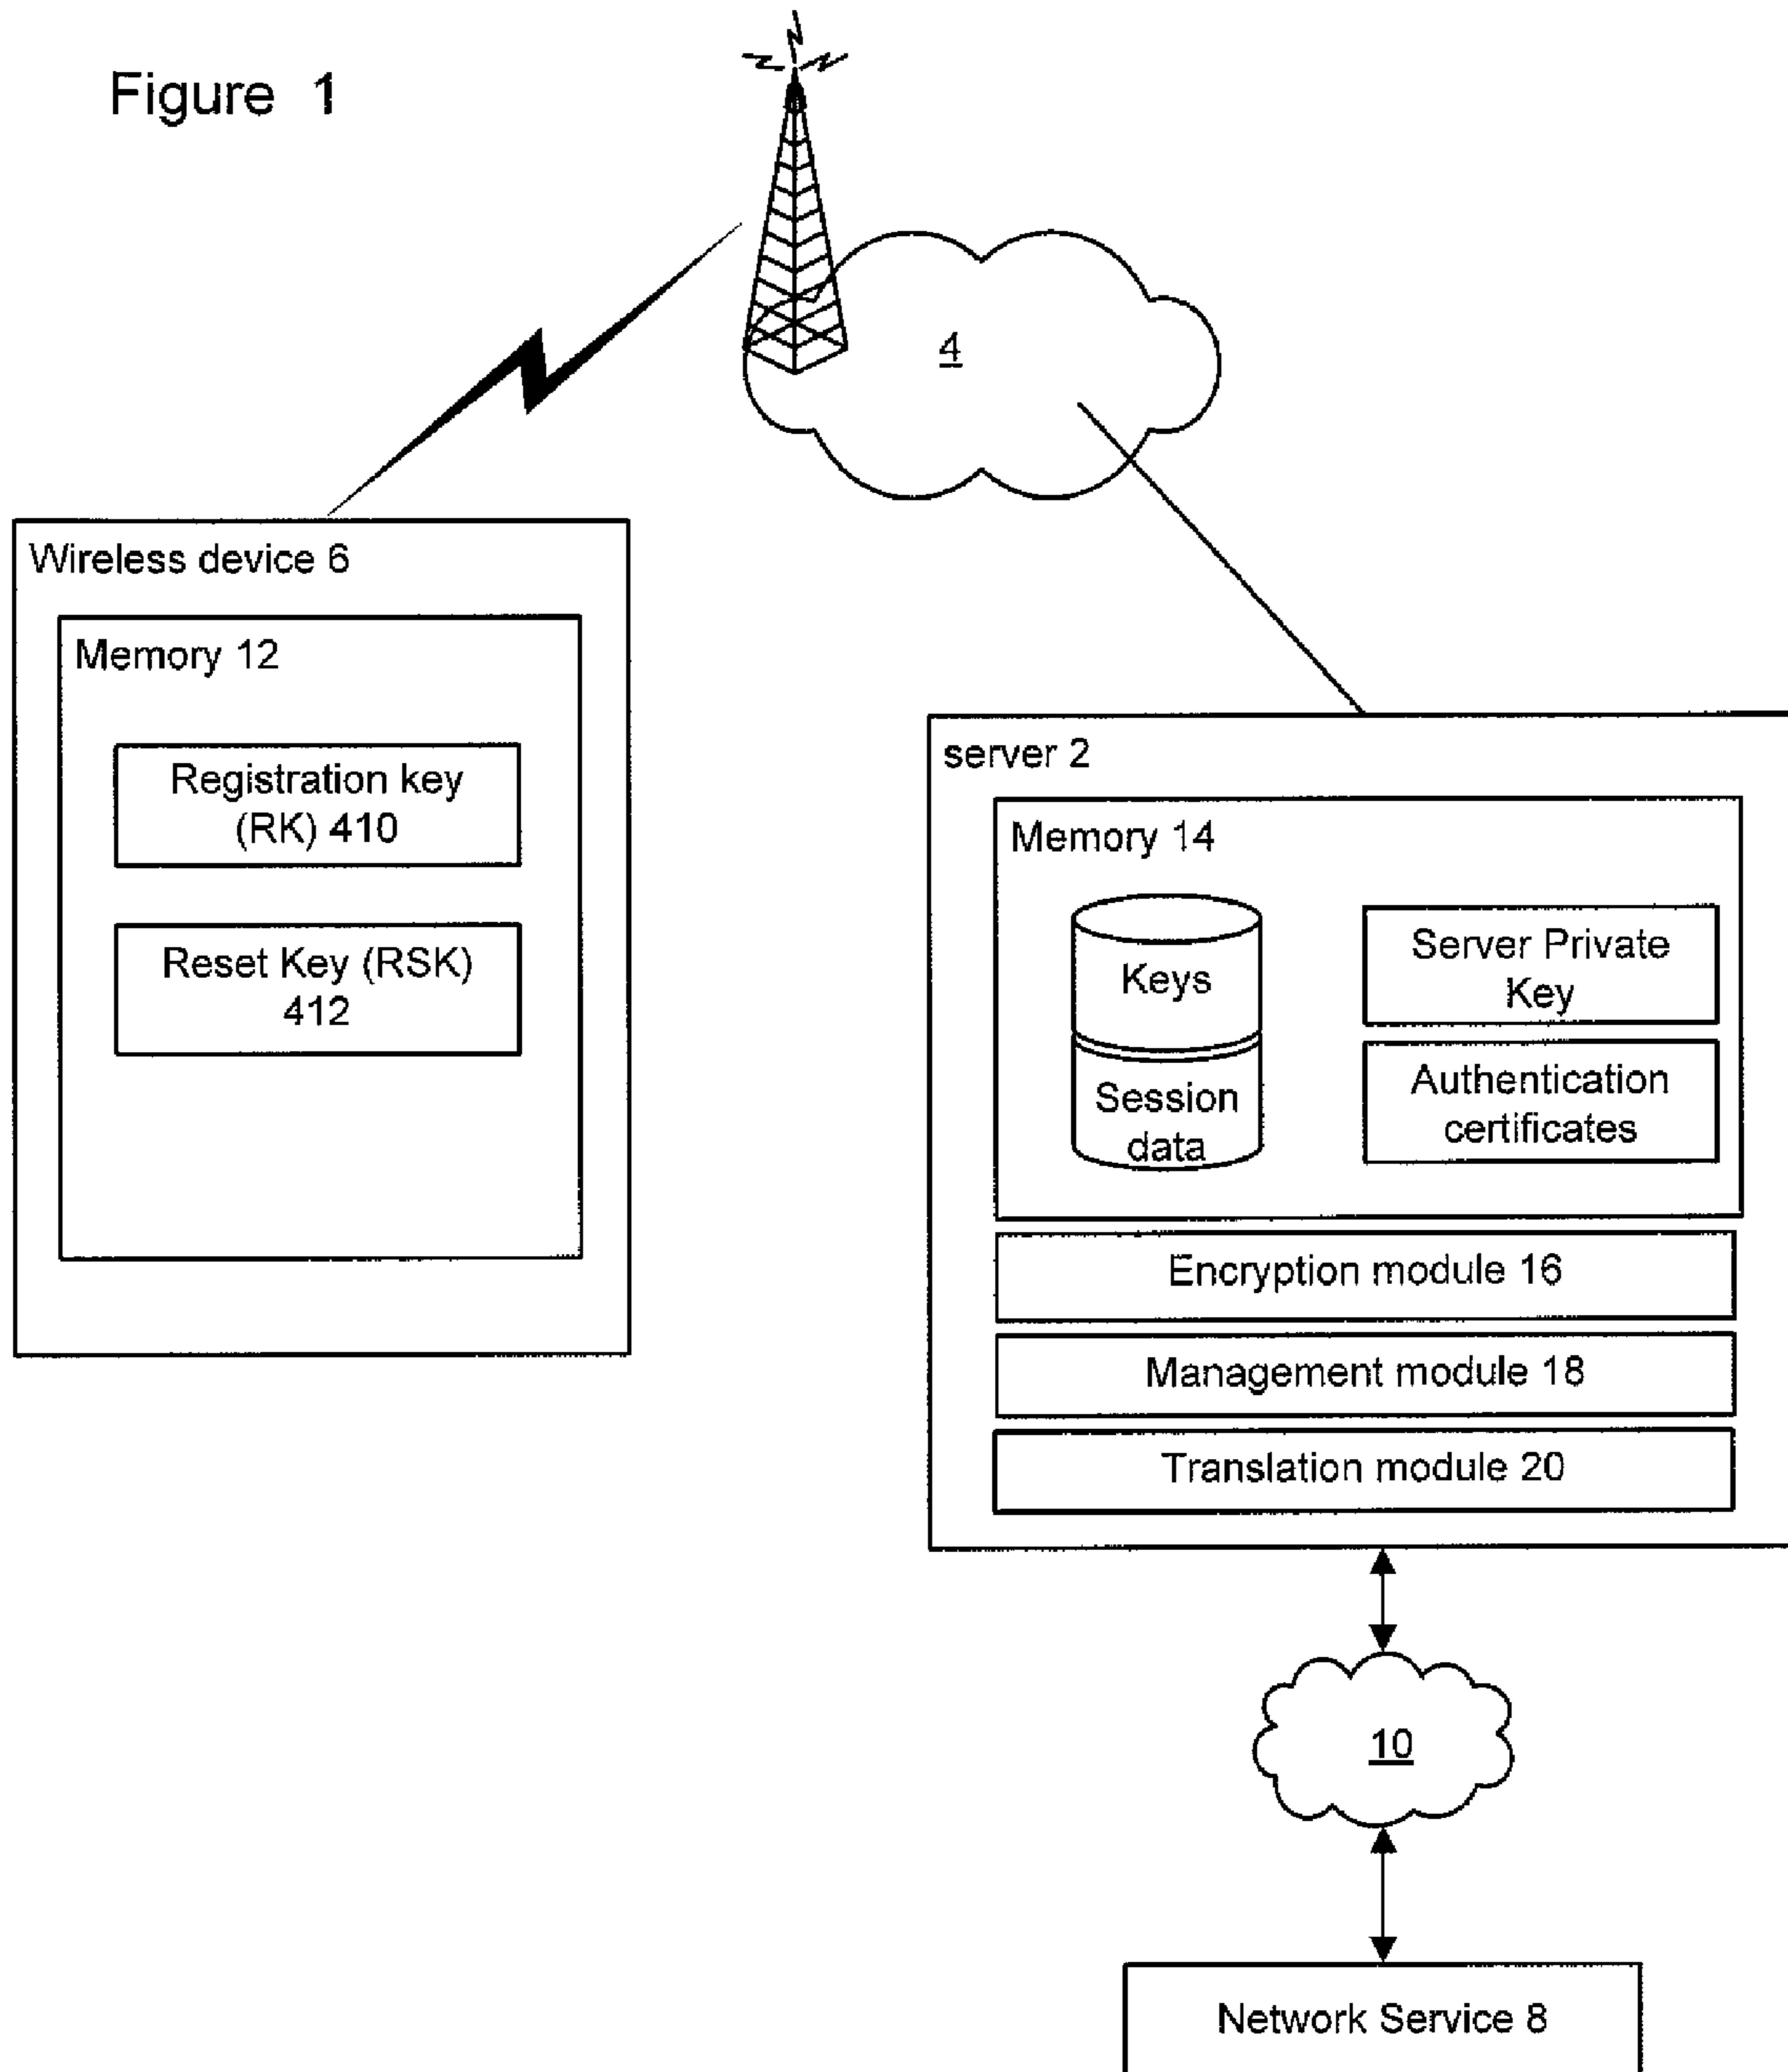 Figure 1
4
Wireless device 6
Memory 12
Registration key
(RK) 410
Reset Key (RSK)
412
server 2
Memory 14
Keys
Session
data
Server Private
Key
Authentication
certificates
Encryption module 16
Management module 18
Translation module 20
10
Network Service 8